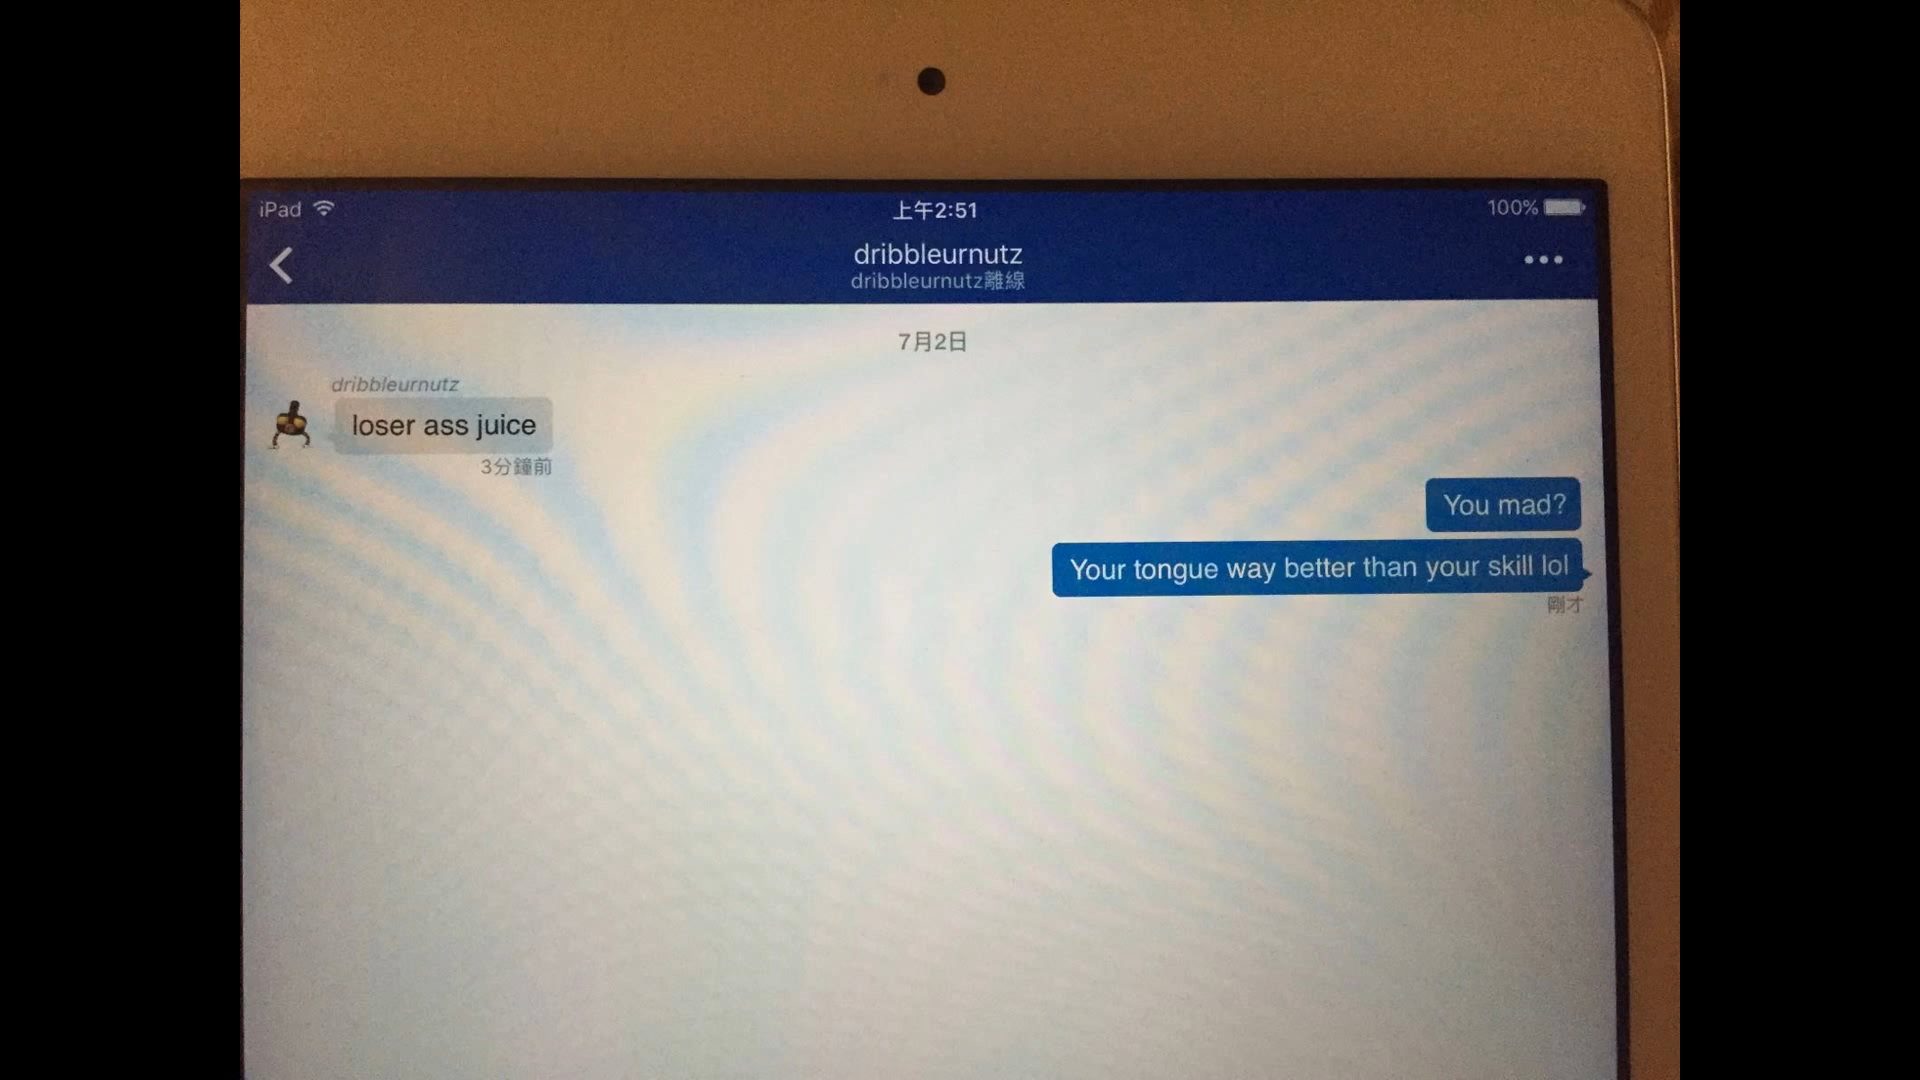 iPad
上午2:51
100%
dribbleurnutz
dribbleurnutz離線
7月2日
dribbleurnutz
loser ass juice
3分鐘前
You mad?
Your tongue way better than your skill lol
剛才